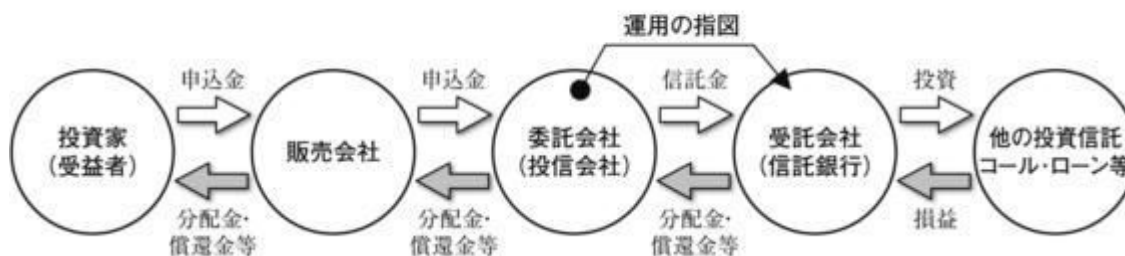 運用の指図
申込金
申込金
信託金
投資
投資家
(受益者)
販売会社
委託会社
(投信会社)
受託会社
(信託銀行)
他の投資信託
コール・ローン等
分配金・
償還金等
分配金・
償還金等
分配金・
償還金等
損益